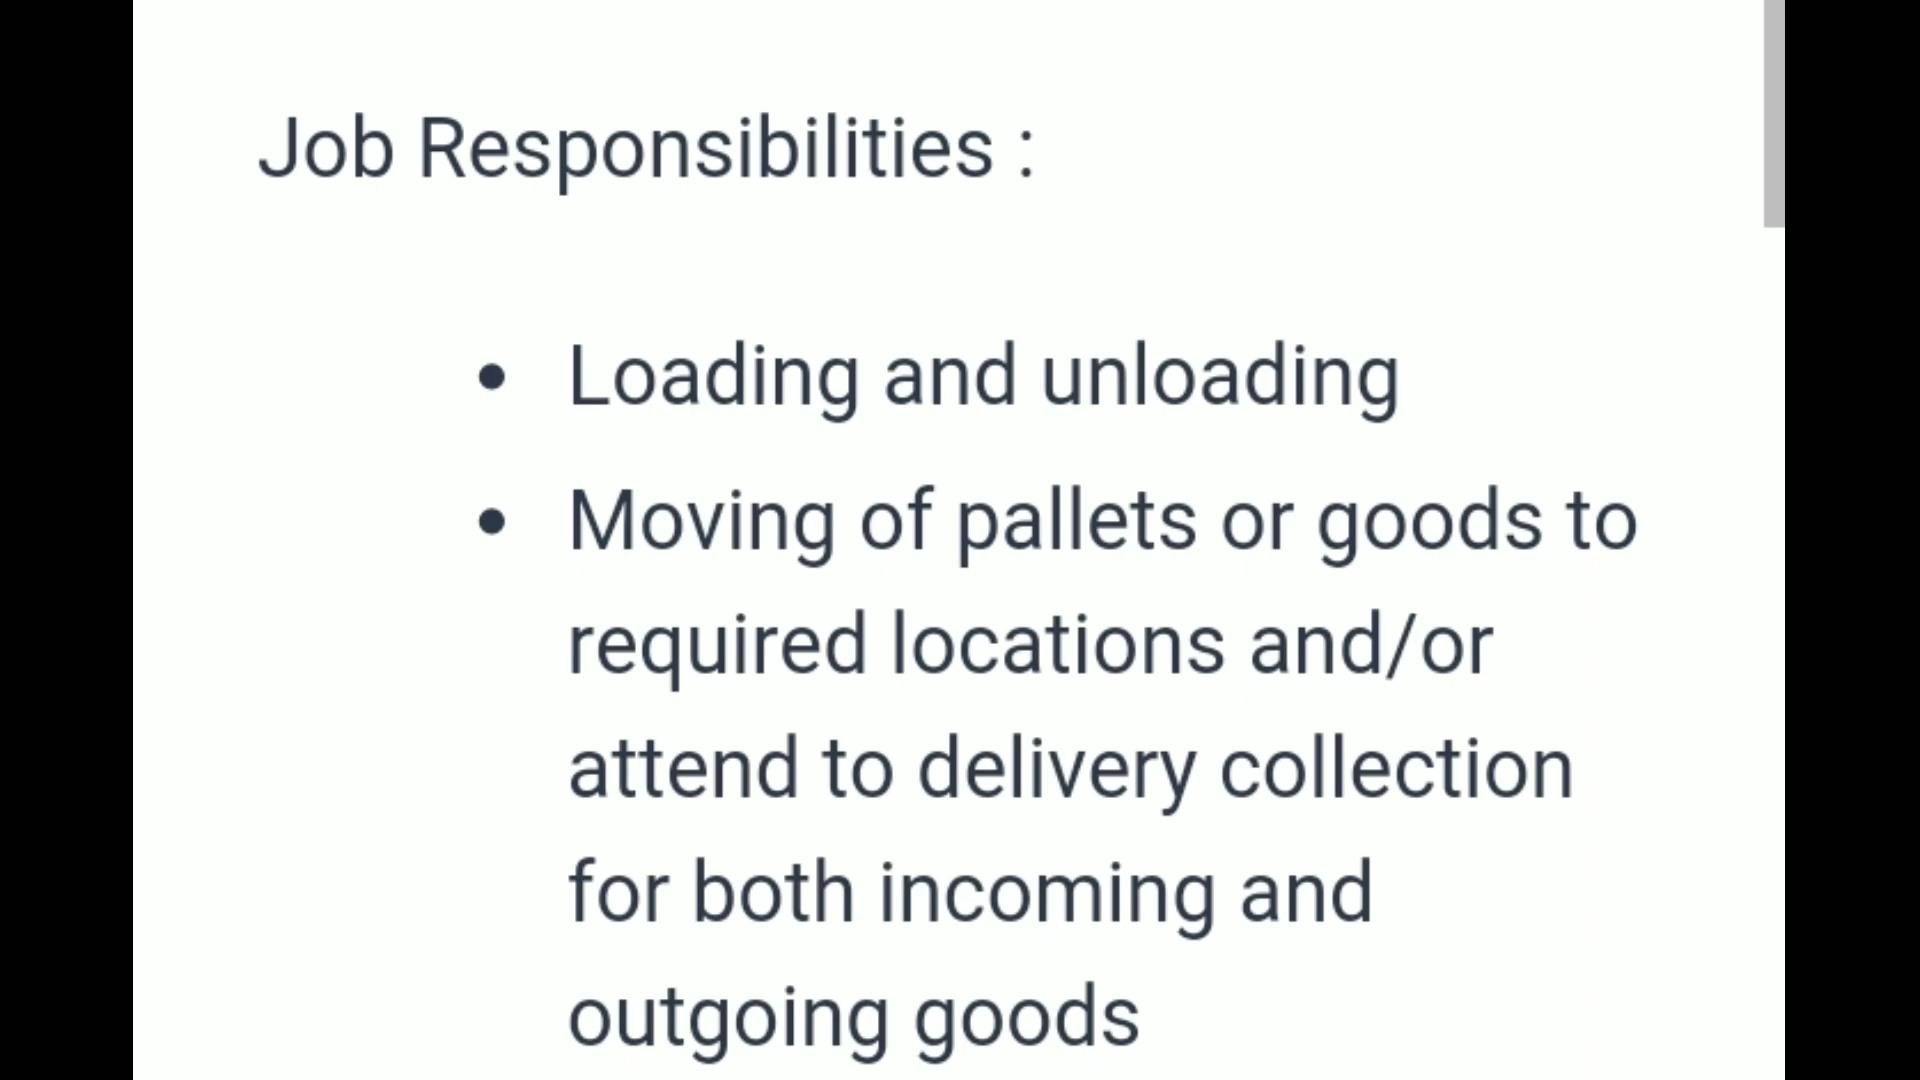 Job Responsibilities :
• Loading and unloading
• Moving of pallets or goods to
required locations and/or
attend to delivery collection
for both incoming and
outgoing goods